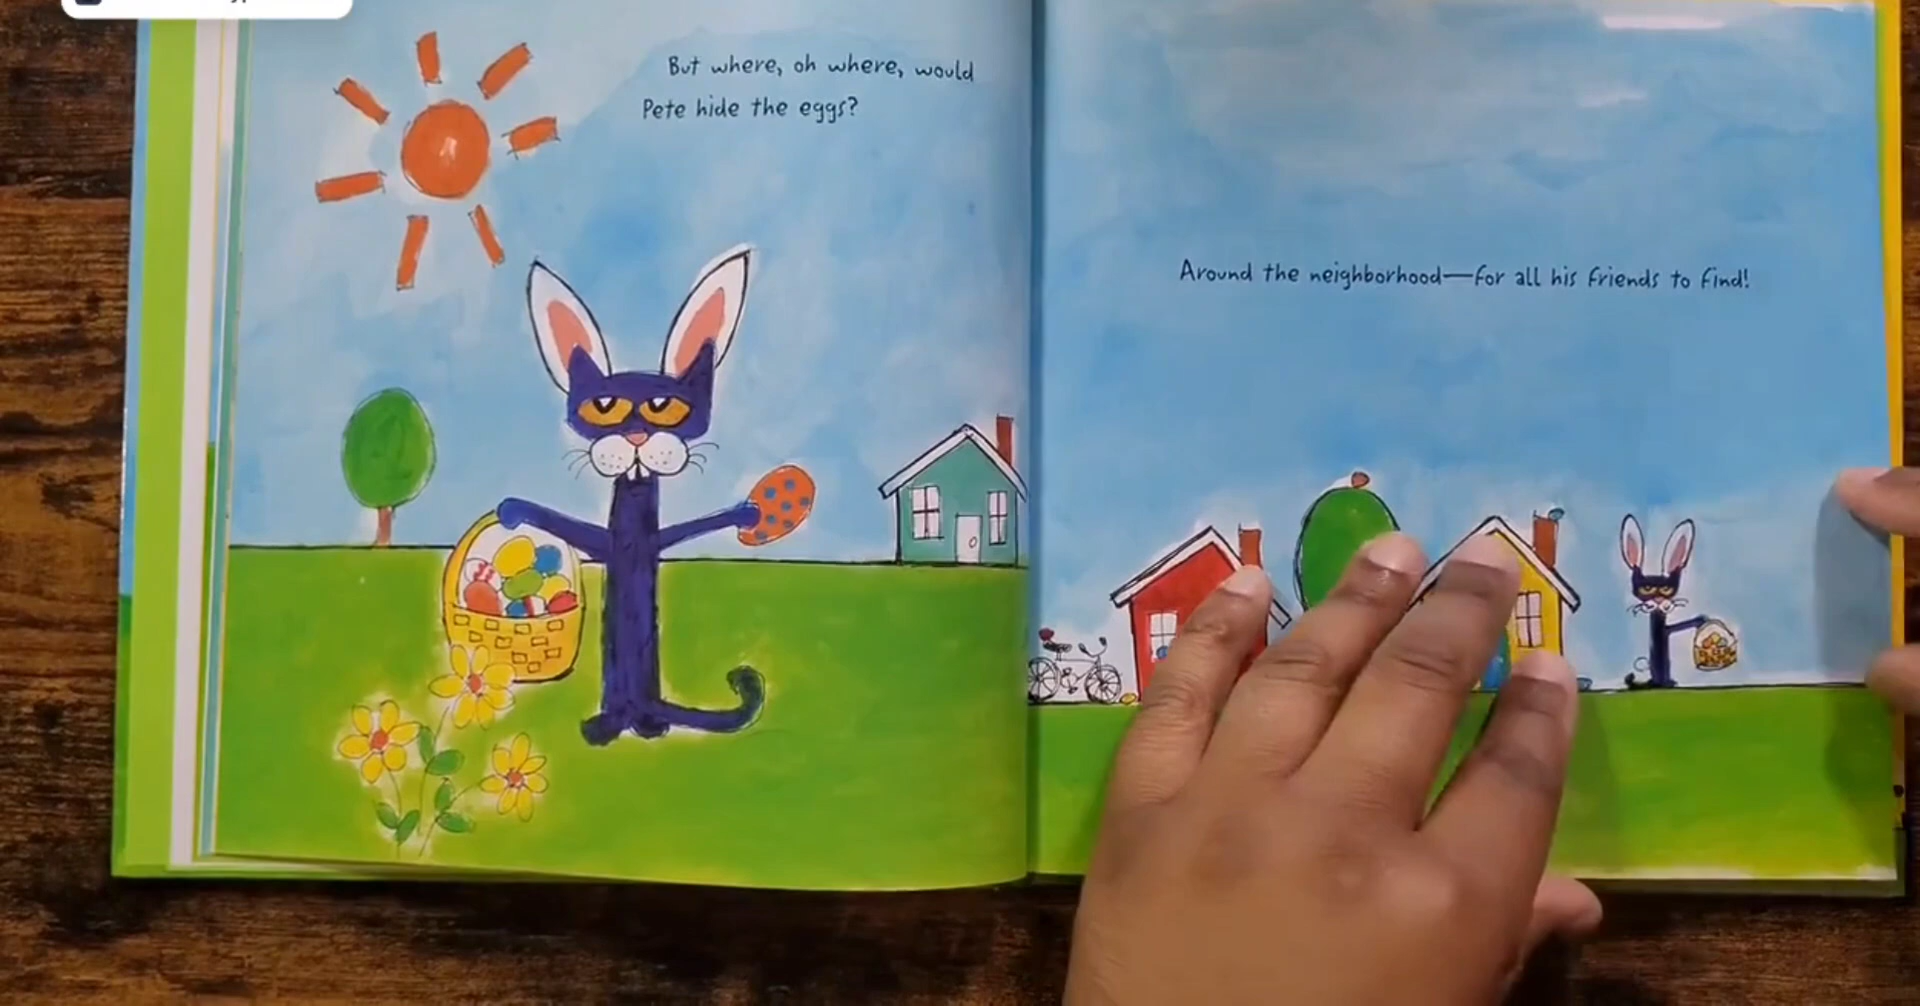 But where, oh where, would
Pete hide the eggs?
Around the neighborhood—for all his friends to find!